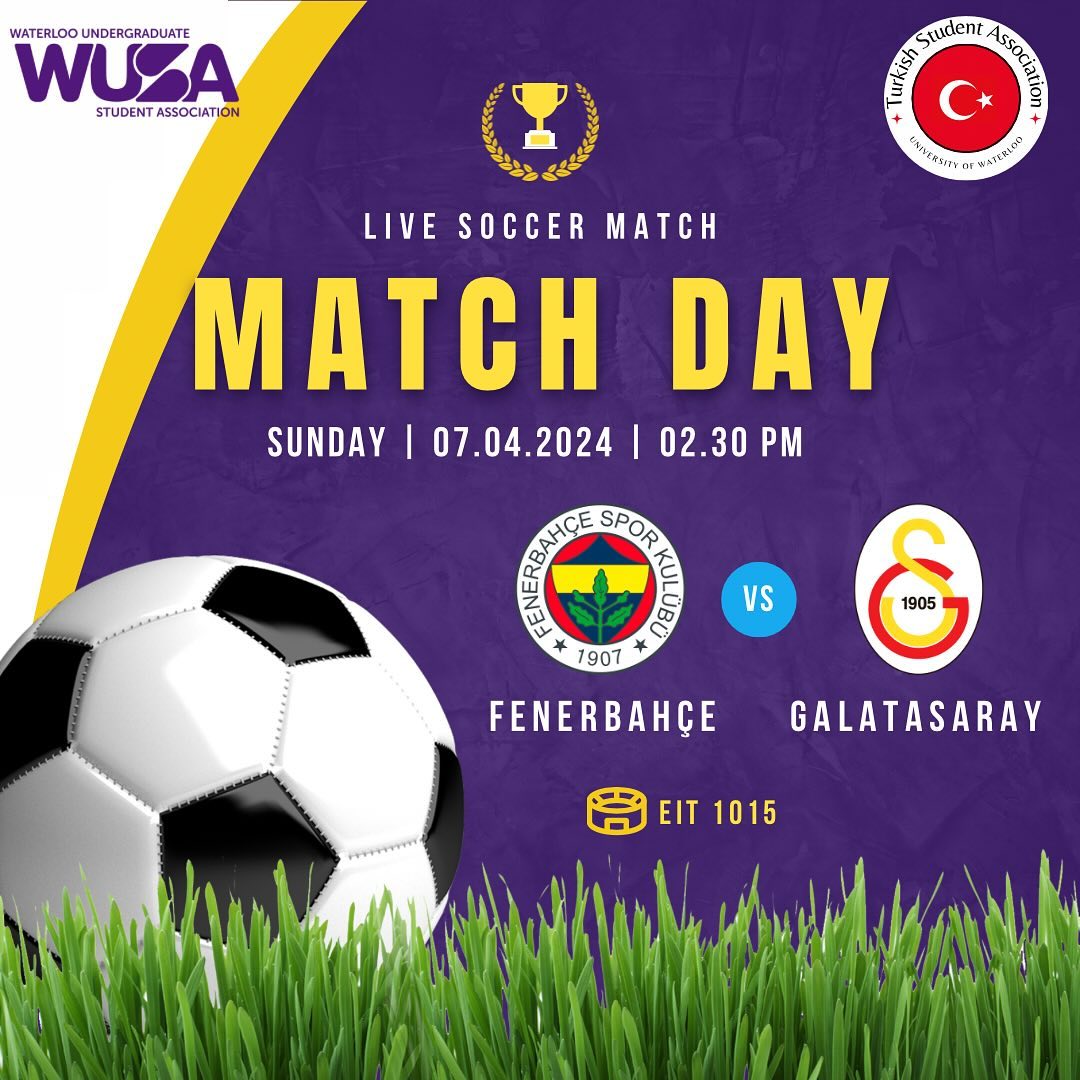 WATERLOO UNDERGRADUATE
WUSA
STUDENT ASSOCIATION
Turkish Student Association
UNIVERSITY OF WATERLOO
LIVE SOCCER MATCH
MATCH DAY
SUNDAY | 07.04.2024 | 02.30 PM
FENERBAHÇE SPOR KULÜBÜ
1907
VS
1905
FENERBAHÇE
GALATASARAY
EIT 1015